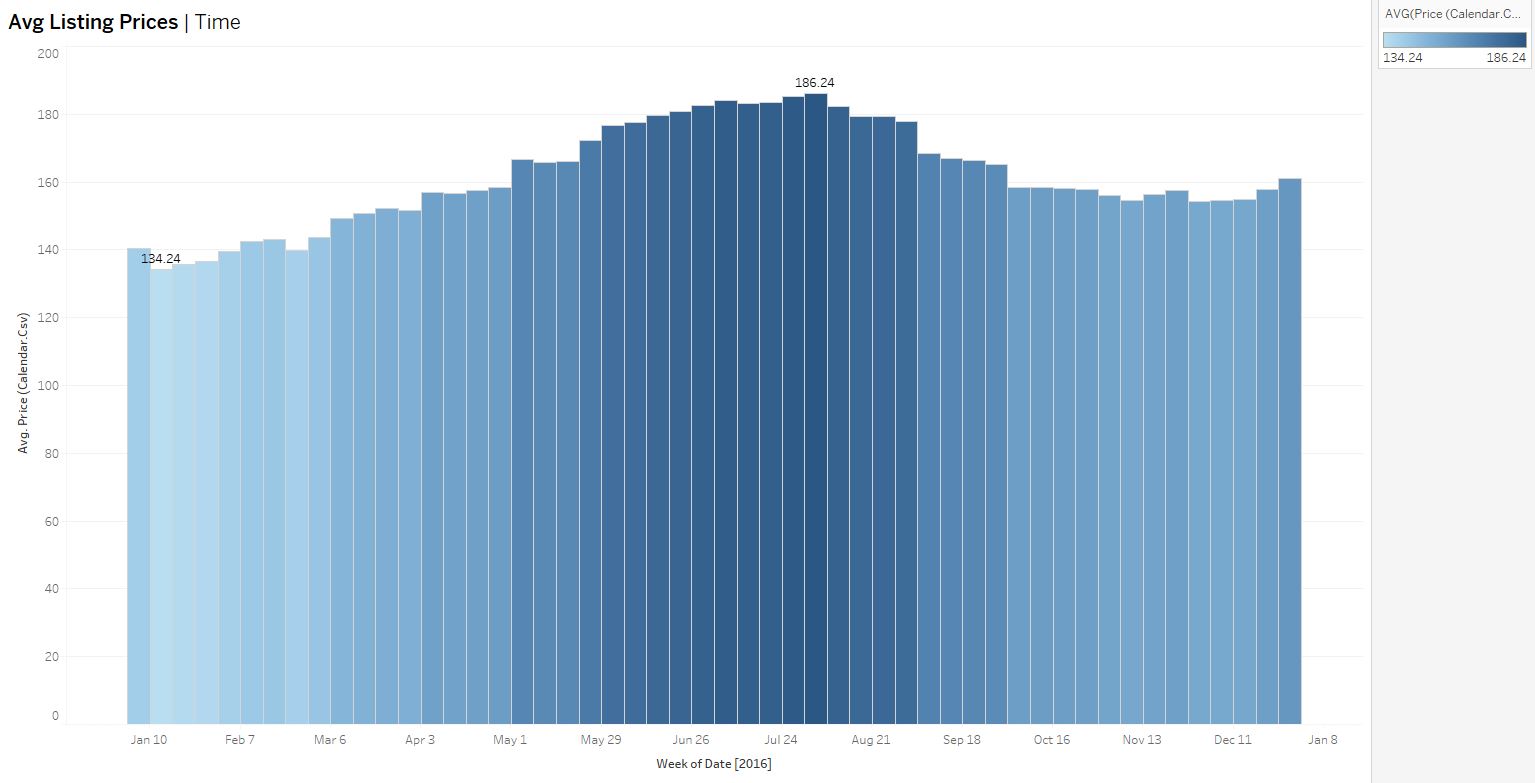 Avg Listing Prices | Time
AVG(Price (Calendar.C...
134.24 186.24
Avg. Price (Calendar.Csv)
200
180
160
140
120
100
80
60
40
20
0
186.24
134.24
Jan 10 Feb 7 Mar 6 Apr 3 May 1 May 29 Jun 26 Jul 24 Aug 21 Sep 18 Oct 16 Nov 13 Dec 11 Jan 8
Week of Date [2016]